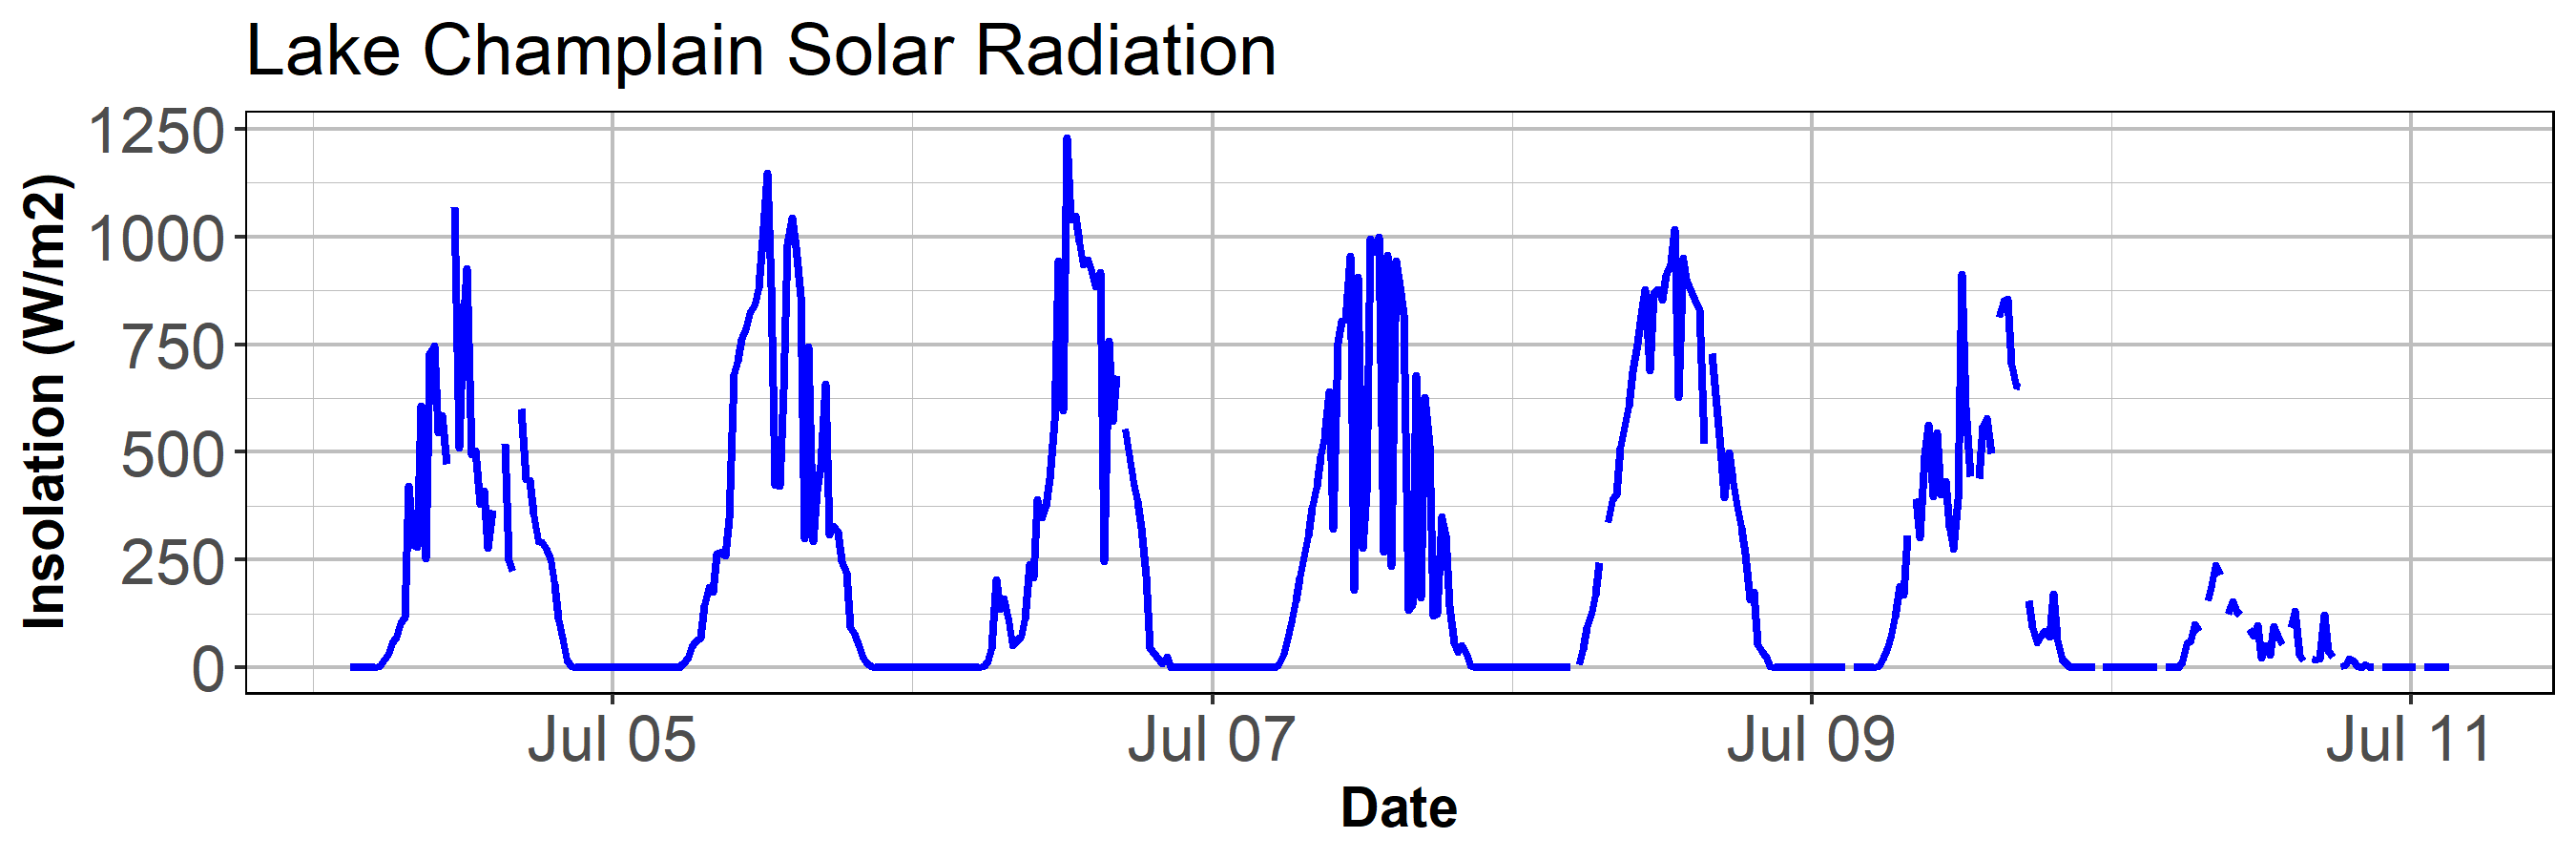 Lake Champlain Solar Radiation
Insolation (W/m2)
1250
1000
750
500
250
0
Jul 05
Jul 07
Jul 09
Jul 11
Date